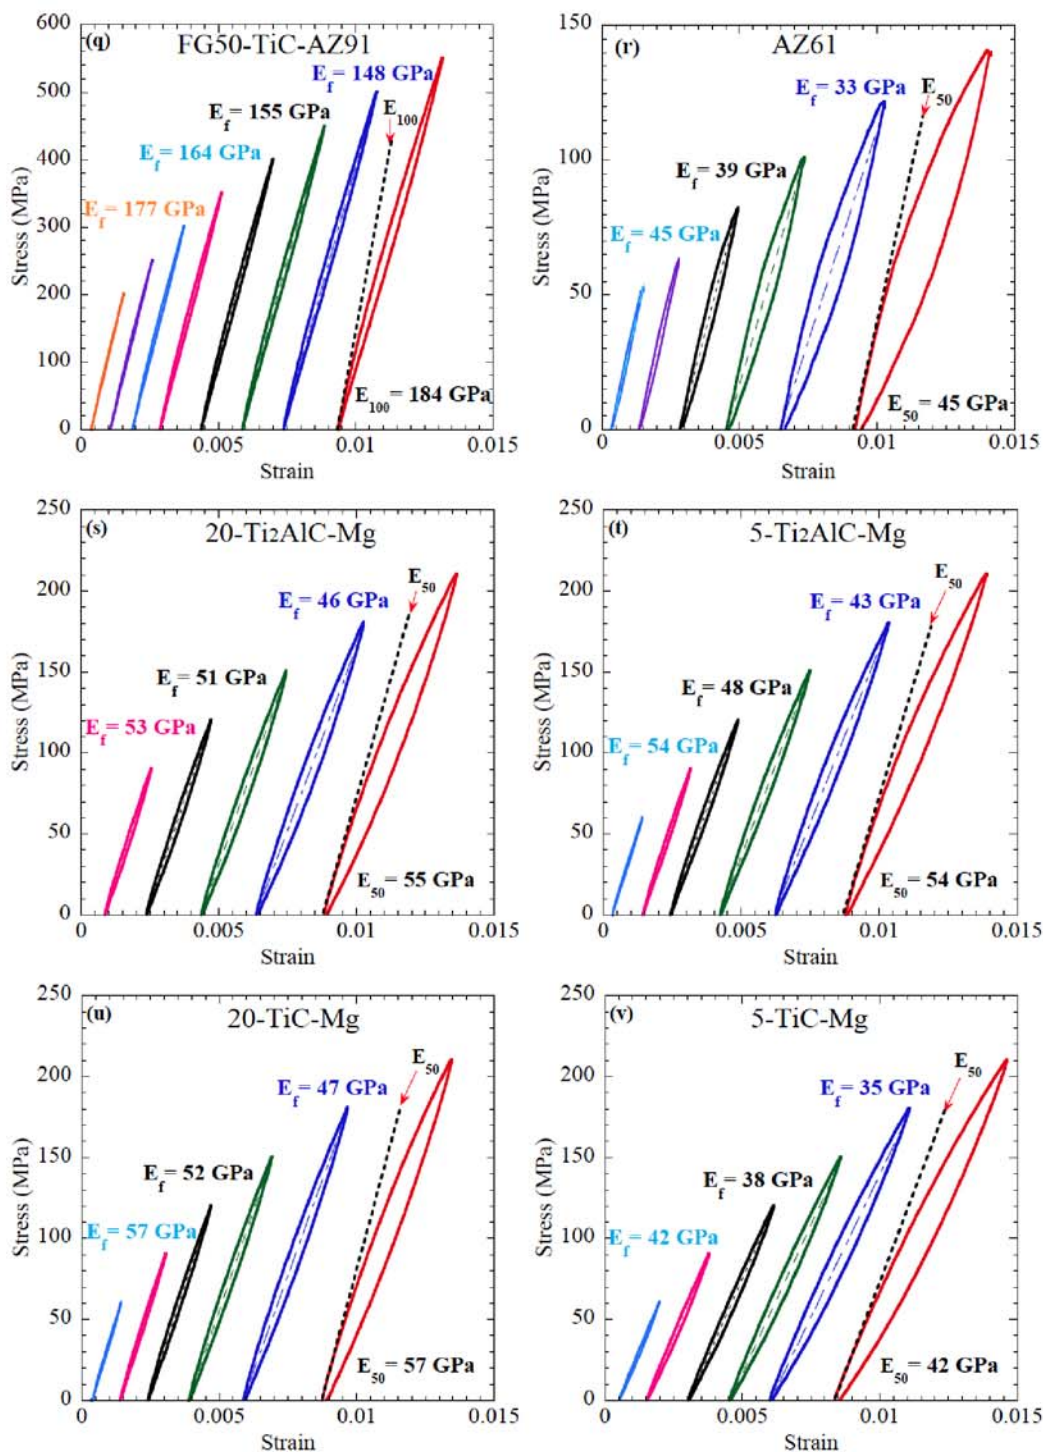 (q) FG50-TiC-AZ91
600
500
400
300
200
100
0
Stress (MPa)
E_f = 177 GPa
E_f = 164 GPa
E_f = 155 GPa
E_f = 148 GPa
E_100
E_100 = 184 GPa
0 0.005 0.01 0.015
Strain
(r) AZ61
150
100
50
0
Stress (MPa)
E_f = 45 GPa
E_f = 39 GPa
E_f = 33 GPa
E_50
E_50 = 45 GPa
0 0.005 0.01 0.015
Strain
(s) 20-Ti2AlC-Mg
250
200
150
100
50
0
Stress (MPa)
E_f = 53 GPa
E_f = 51 GPa
E_f = 46 GPa
E_50
E_50 = 55 GPa
0 0.005 0.01 0.015
Strain
(t) 5-Ti2AlC-Mg
250
200
150
100
50
0
Stress (MPa)
E_f = 54 GPa
E_f = 48 GPa
E_f = 43 GPa
E_50
E_50 = 54 GPa
0 0.005 0.01 0.015
Strain
(u) 20-TiC-Mg
250
200
150
100
50
0
Stress (MPa)
E_f = 57 GPa
E_f = 52 GPa
E_f = 47 GPa
E_50
E_50 = 57 GPa
0 0.005 0.01 0.015
Strain
(v) 5-TiC-Mg
250
200
150
100
50
0
Stress (MPa)
E_f = 42 GPa
E_f = 38 GPa
E_f = 35 GPa
E_50
E_50 = 42 GPa
0 0.005 0.01 0.015
Strain